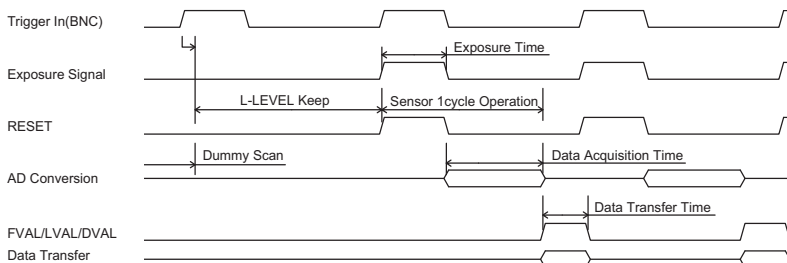 Trigger In(BNC)
Exposure Time
Exposure Signal
L-LEVEL Keep
Sensor 1cycle Operation
RESET
Dummy Scan
Data Acquisition Time
AD Conversion
Data Transfer Time
FVAL/LVAL/DVAL
Data Transfer